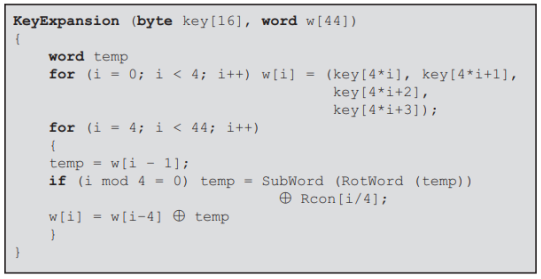 KeyExpansion (byte key[16], word w[44])
{
word temp
for (i = 0; i < 4; i++) w[i] = (key[4*i], key[4*i+1],
key[4*i+2],
key[4*i+3]);
for (i = 4; i < 44; i++)
{
temp = w[i - 1];
if (i mod 4 = 0) temp = SubWord (RotWord (temp))
⊕ Rcon[i/4];
w[i] = w[i-4] ⊕ temp
}
}